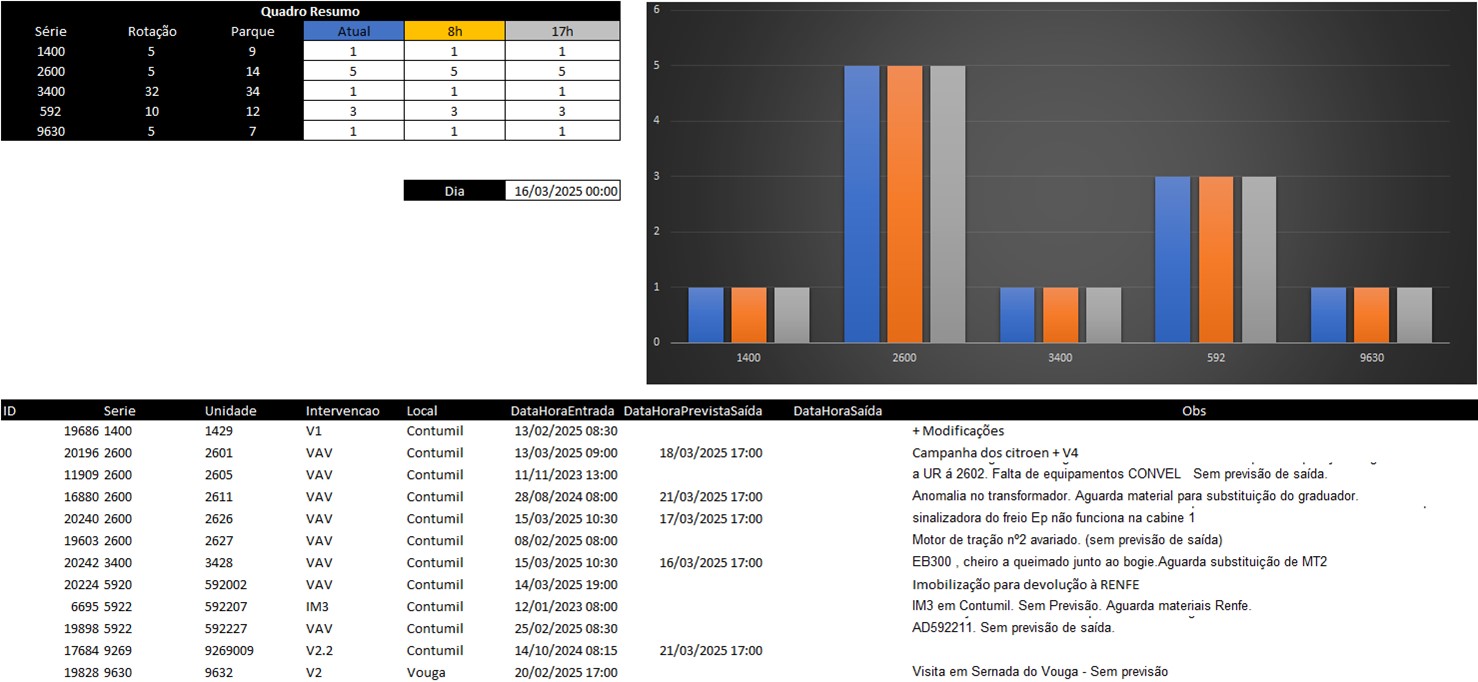 Quadro Resumo
Série Rotação Parque Atual 8h 17h
1400 5 9 1 1 1
2600 5 14 5 5 5
3400 32 34 1 1 1
592 10 12 3 3 3
9630 5 7 1 1 1
Dia 16/03/2025 00:00
6
5
4
3
2
1
0
1400 2600 3400 592 9630
ID Serie Unidade Intervencao Local DataHoraEntrada DataHoraPrevistaSaída DataHoraSaída Obs
19686 1400 1429 V1 Contumil 13/02/2025 08:30 + Modificações
20196 2600 2601 VAV Contumil 13/03/2025 09:00 18/03/2025 17:00 Campanha dos citroen + V4
11909 2600 2605 VAV Contumil 11/11/2023 13:00 a UR á 2602. Falta de equipamentos CONVEL Sem previsão de saída.
16880 2600 2611 VAV Contumil 28/08/2024 08:00 21/03/2025 17:00 Anomalia no transformador. Aguarda material para substituição do graduador.
20240 2600 2626 VAV Contumil 15/03/2025 10:30 17/03/2025 17:00 sinalizadora do freio Ep não funciona na cabine 1
19603 2600 2627 VAV Contumil 08/02/2025 08:00 Motor de tração nº2 avariado. (sem previsão de saída)
20242 3400 3428 VAV Contumil 15/03/2025 10:30 16/03/2025 17:00 EB300 , cheiro a queimado junto ao bogie.Aguarda substituição de MT2
20224 5920 592002 VAV Contumil 14/03/2025 19:00 Imobilização para devolução à RENFE
6695 5922 592207 IM3 Contumil 12/01/2023 08:00 IM3 em Contumil. Sem Previsão. Aguarda materiais Renfe.
19898 5922 592227 VAV Contumil 25/02/2025 08:30 AD592211. Sem previsão de saída.
17684 9269 9269009 V2.2 Contumil 14/10/2024 08:15 21/03/2025 17:00
19828 9630 9632 V2 Vouga 20/02/2025 17:00 Visita em Sernada do Vouga - Sem previsão